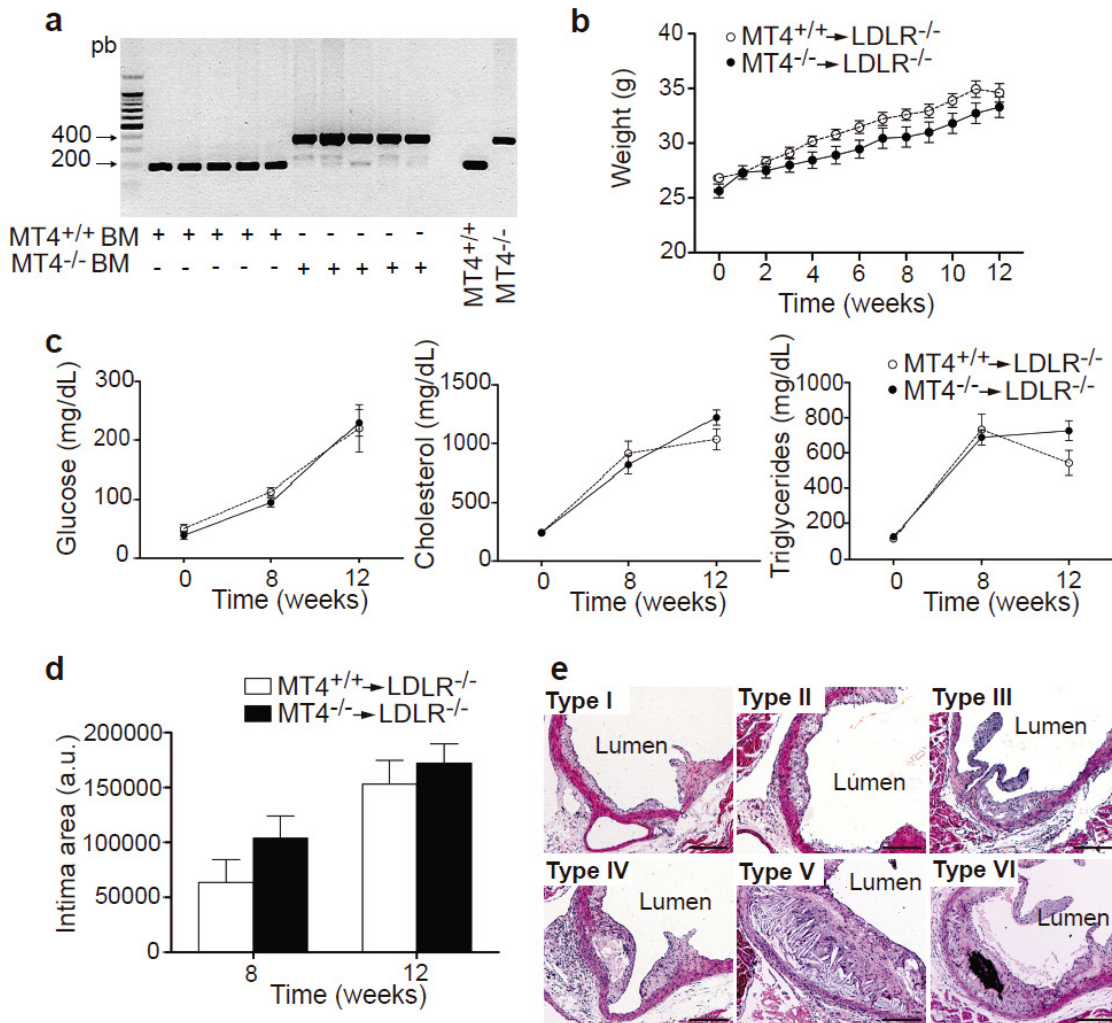 a
pb
400
200
MT4+/+ BM + + + + + - - - - -
MT4-/- BM - - - - - + + + + +
MT4+/+
MT4-/-
b
MT4+/+→LDLR-/-
MT4-/-→LDLR-/-
Weight (g)
40
35
30
25
20
0 2 4 6 8 10 12
Time (weeks)
c
Glucose (mg/dL)
300
200
100
0
0 8 12
Time (weeks)
Cholesterol (mg/dL)
1500
1000
500
0
0 8 12
Time (weeks)
MT4+/+→LDLR-/-
MT4-/-→LDLR-/-
Triglycerides (mg/dL)
1000
800
600
400
200
0
0 8 12
Time (weeks)
d
MT4+/+→LDLR-/-
MT4-/-→LDLR-/-
Intima area (a.u.)
200000
150000
100000
50000
0
8 12
Time (weeks)
e
Type I
Lumen
Type II
Lumen
Type III
Lumen
Type IV
Lumen
Type V
Lumen
Type VI
Lumen